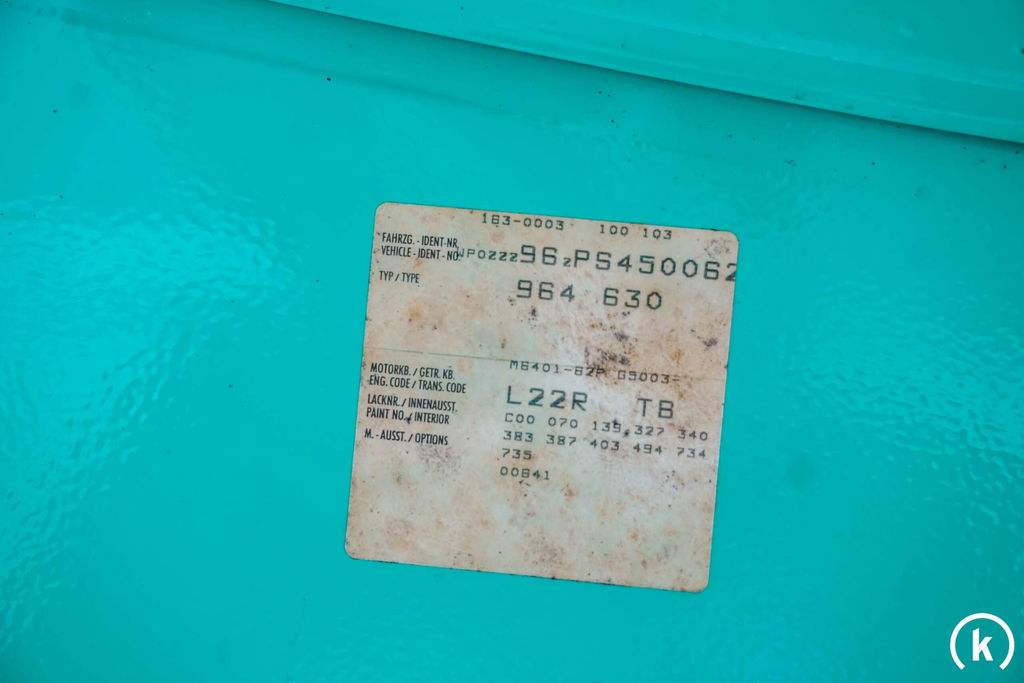 183-0003 100 103
FAHRZG. - IDENT-NR.
VEHICLE - IDENT - NO. WP0ZZZ96ZPS450062
TYP / TYPE 964 630
MOTORKB. / GETR. KB. M6401-82P G5003-
ENG. CODE / TRANS. CODE
LACKNR. / INNENAUSST. L22R TB
PAINT NO. / INTERIOR
C00 070 139 327 340
M. - AUSST. / OPTIONS 383 387 403 494 734
735
00841
k